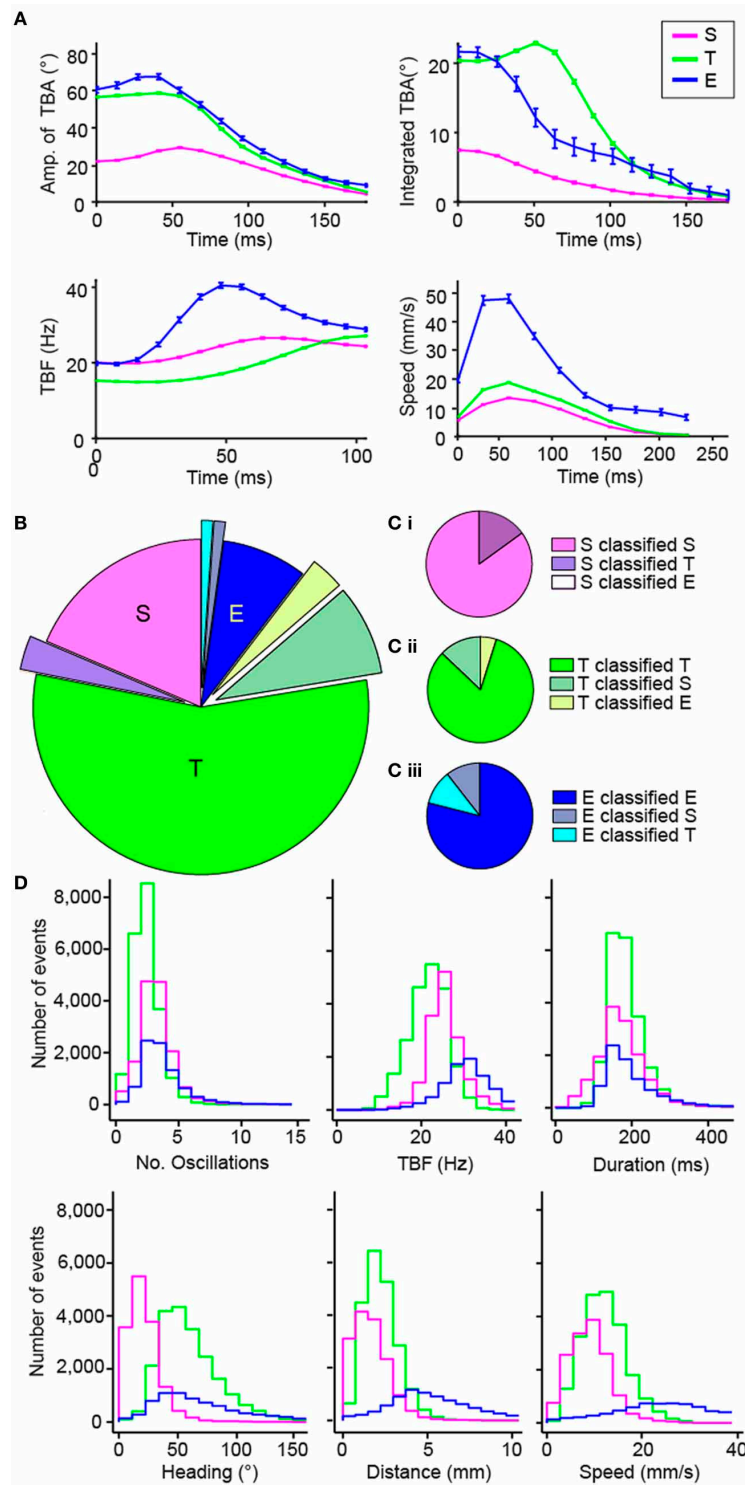 A
Amp. of TBA (°)
80
60
40
20
0
0
50
100
150
Time (ms)
Integrated TBA(°)
20
10
0
0
50
100
150
Time (ms)
S
T
E
TBF (Hz)
40
20
0
0
50
100
Time (ms)
Speed (mm/s)
50
40
30
20
10
0
0
50
100
150
200
250
Time (ms)
B
S
E
T
C i
S classified S
S classified T
S classified E
C ii
T classified T
T classified S
T classified E
C iii
E classified E
E classified S
E classified T
D
Number of events
8,000
6,000
4,000
2,000
0
0
5
10
15
No. Oscillations
0
20
40
TBF (Hz)
0
200
400
Duration (ms)
Number of events
8,000
6,000
4,000
2,000
0
0
50
100
150
Heading (°)
0
5
10
Distance (mm)
0
20
40
Speed (mm/s)